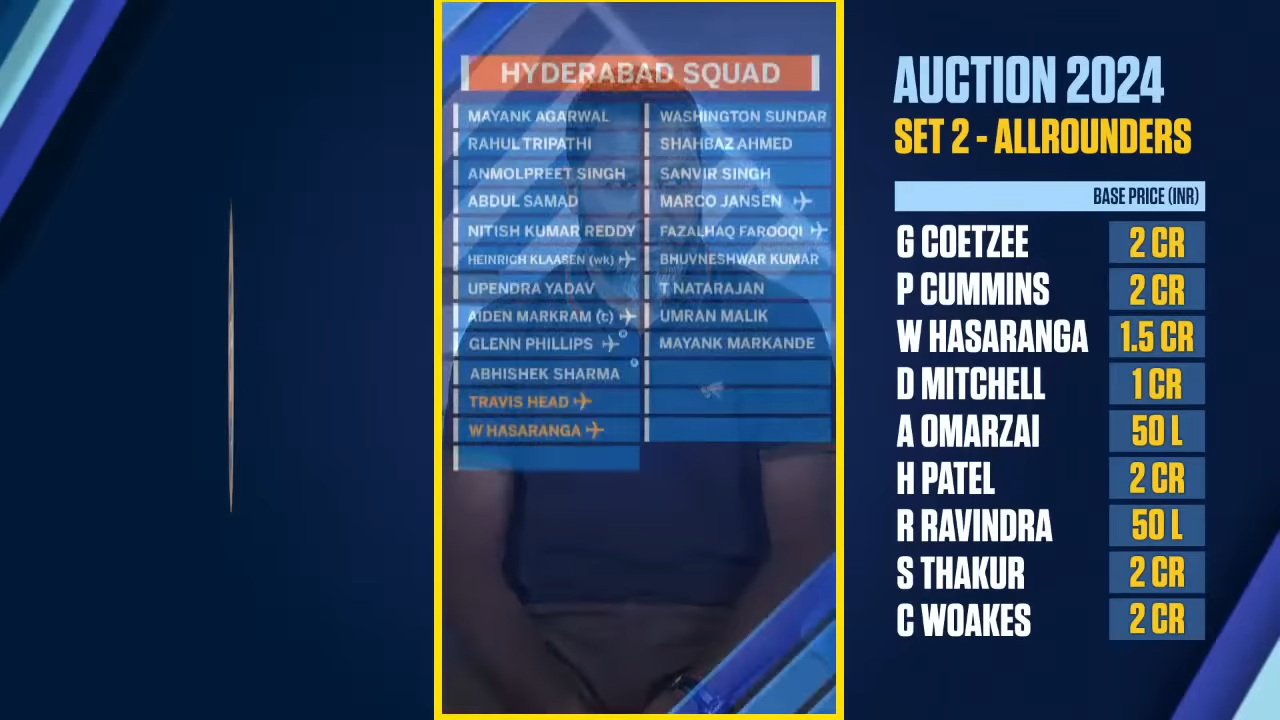 HYDERABAD SQUAD
MAYANK AGARWAL
RAHUL TRIPATHI
ANMOLPREET SINGH
ABDUL SAMAD
NITISH KUMAR REDDY
HEINRICH KLAASEN (wk)
UPENDRA YADAV
AIDEN MARKRAM (c)
GLENN PHILLIPS
ABHISHEK SHARMA
TRAVIS HEAD
W HASARANGA
WASHINGTON SUNDAR
SHAHBAZ AHMED
SANVIR SINGH
MARCO JANSEN
FAZALHAQ FAROOQI
BHUVNESHWAR KUMAR
T NATARAJAN
UMRAN MALIK
MAYANK MARKANDE
AUCTION 2024
SET 2 - ALLROUNDERS
BASE PRICE (INR)
G COETZEE 2 CR
P CUMMINS 2 CR
W HASARANGA 1.5 CR
D MITCHELL 1 CR
A OMARZAI 50 L
H PATEL 2 CR
R RAVINDRA 50 L
S THAKUR 2 CR
C WOAKES 2 CR